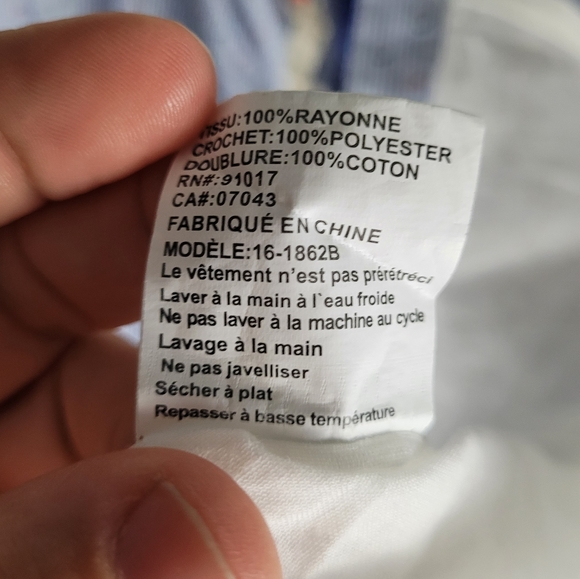 TISSU:100%RAYONNE
CROCHET:100%POLYESTER
DOUBLURE:100%COTON
RN#:91017
CA#:07043
FABRIQUÉ EN CHINE
MODÈLE:16-1862B
Le vêtement n'est pas prérétréci
Laver à la main à l`eau froide
Ne pas laver à la machine au cycle
Lavage à la main
Ne pas javelliser
Sécher à plat
Repasser à basse température